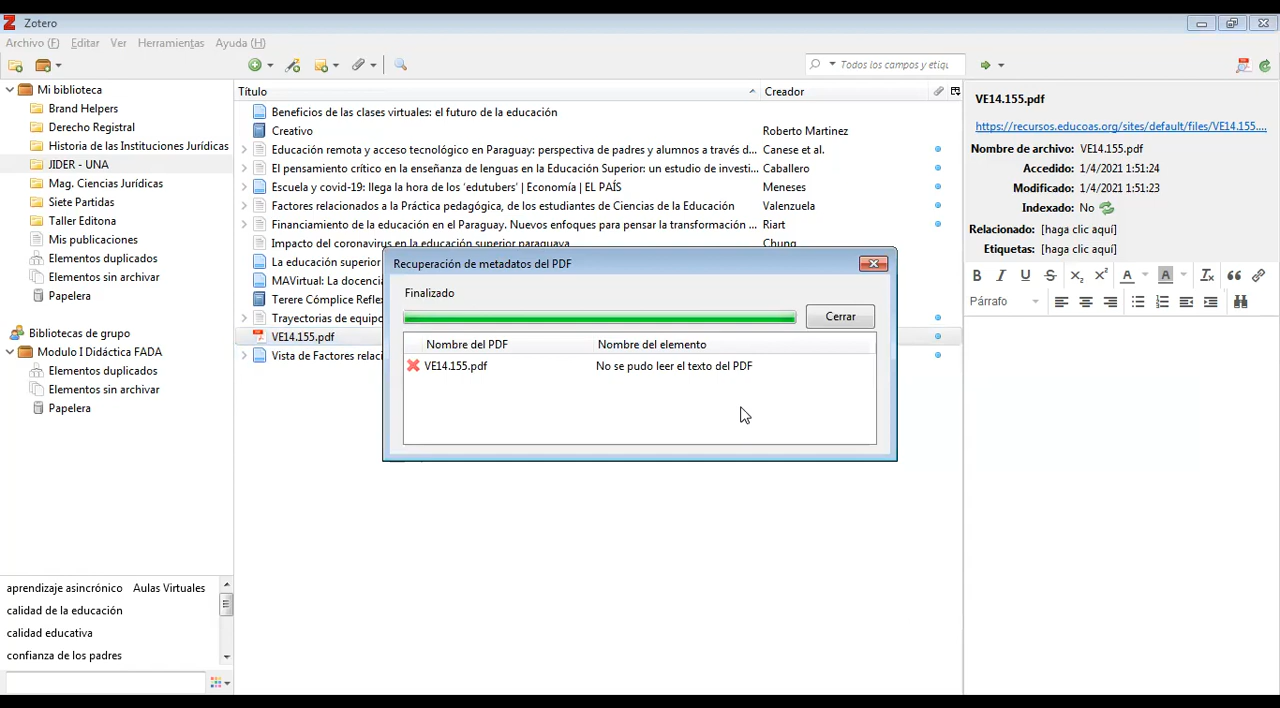 Zotero
Archivo (F) Editar Ver Herramientas Ayuda (H)
Todos los campos y etiqu
Mi biblioteca
Brand Helpers
Derecho Registral
Historia de las Instituciones Jurídicas
JIDER - UNA
Mag. Ciencias Jurídicas
Siete Partidas
Taller Editona
Mis publicaciones
Elementos duplicados
Elementos sin archivar
Papelera
Bibliotecas de grupo
Modulo I Didáctica FADA
Elementos duplicados
Elementos sin archivar
Papelera
aprendizaje asincrónico Aulas Virtuales
calidad de la educación
calidad educativa
confianza de los padres
Título Creador
Beneficios de las clases virtuales: el futuro de la educación
Creativo Roberto Martinez
Educación remota y acceso tecnológico en Paraguay: perspectiva de padres y alumnos a través d... Canese et al.
El pensamiento crítico en la enseñanza de lenguas en la Educación Superior: un estudio de investi... Caballero
Escuela y covid-19: llega la hora de los ‘edutubers’ | Economía | EL PAÍS Meneses
Factores relacionados a la Práctica pedagógica, de los estudiantes de Ciencias de la Educación Valenzuela
Financiamiento de la educación en el Paraguay. Nuevos enfoques para pensar la transformación ... Riart
Impacto del coronavirus en la educación superior paraguaya Chung
La educación superior
MAVirtual: La docenci
Terere Cómplice Reflex
Trayectorias de equipo
VE14.155.pdf
Vista de Factores relaci
Recuperación de metadatos del PDF
Finalizado
Cerrar
Nombre del PDF Nombre del elemento
VE14.155.pdf No se pudo leer el texto del PDF
VE14.155.pdf
https://recursos.educoas.org/sites/default/files/VE14.155....
Nombre de archivo: VE14.155.pdf
Accedido: 1/4/2021 1:51:24
Modificado: 1/4/2021 1:51:23
Indexado: No
Relacionado: [haga clic aquí]
Etiquetas: [haga clic aquí]
Párrafo